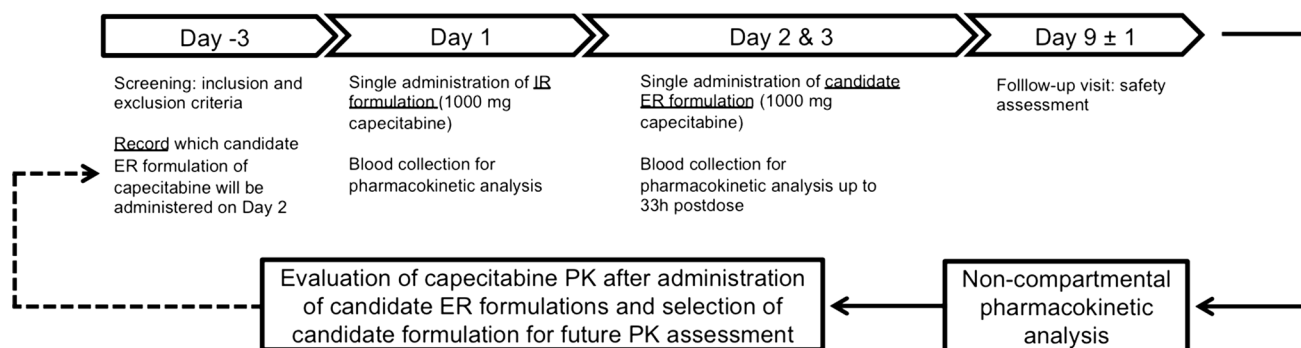 Day -3
Day 1
Day 2 & 3
Day 9 ± 1
Screening: inclusion and
exclusion criteria
Record which candidate
ER formulation of
capecitabine will be
administered on Day 2
Single administration of IR
formulation (1000 mg
capecitabine)
Blood collection for
pharmacokinetic analysis
Single administration of candidate
ER formulation (1000 mg
capecitabine)
Blood collection for
pharmacokinetic analysis up to
33h postdose
Folllow-up visit: safety
assessment
Evaluation of capecitabine PK after administration
of candidate ER formulations and selection of
candidate formulation for future PK assessment
Non-compartmental
pharmacokinetic
analysis